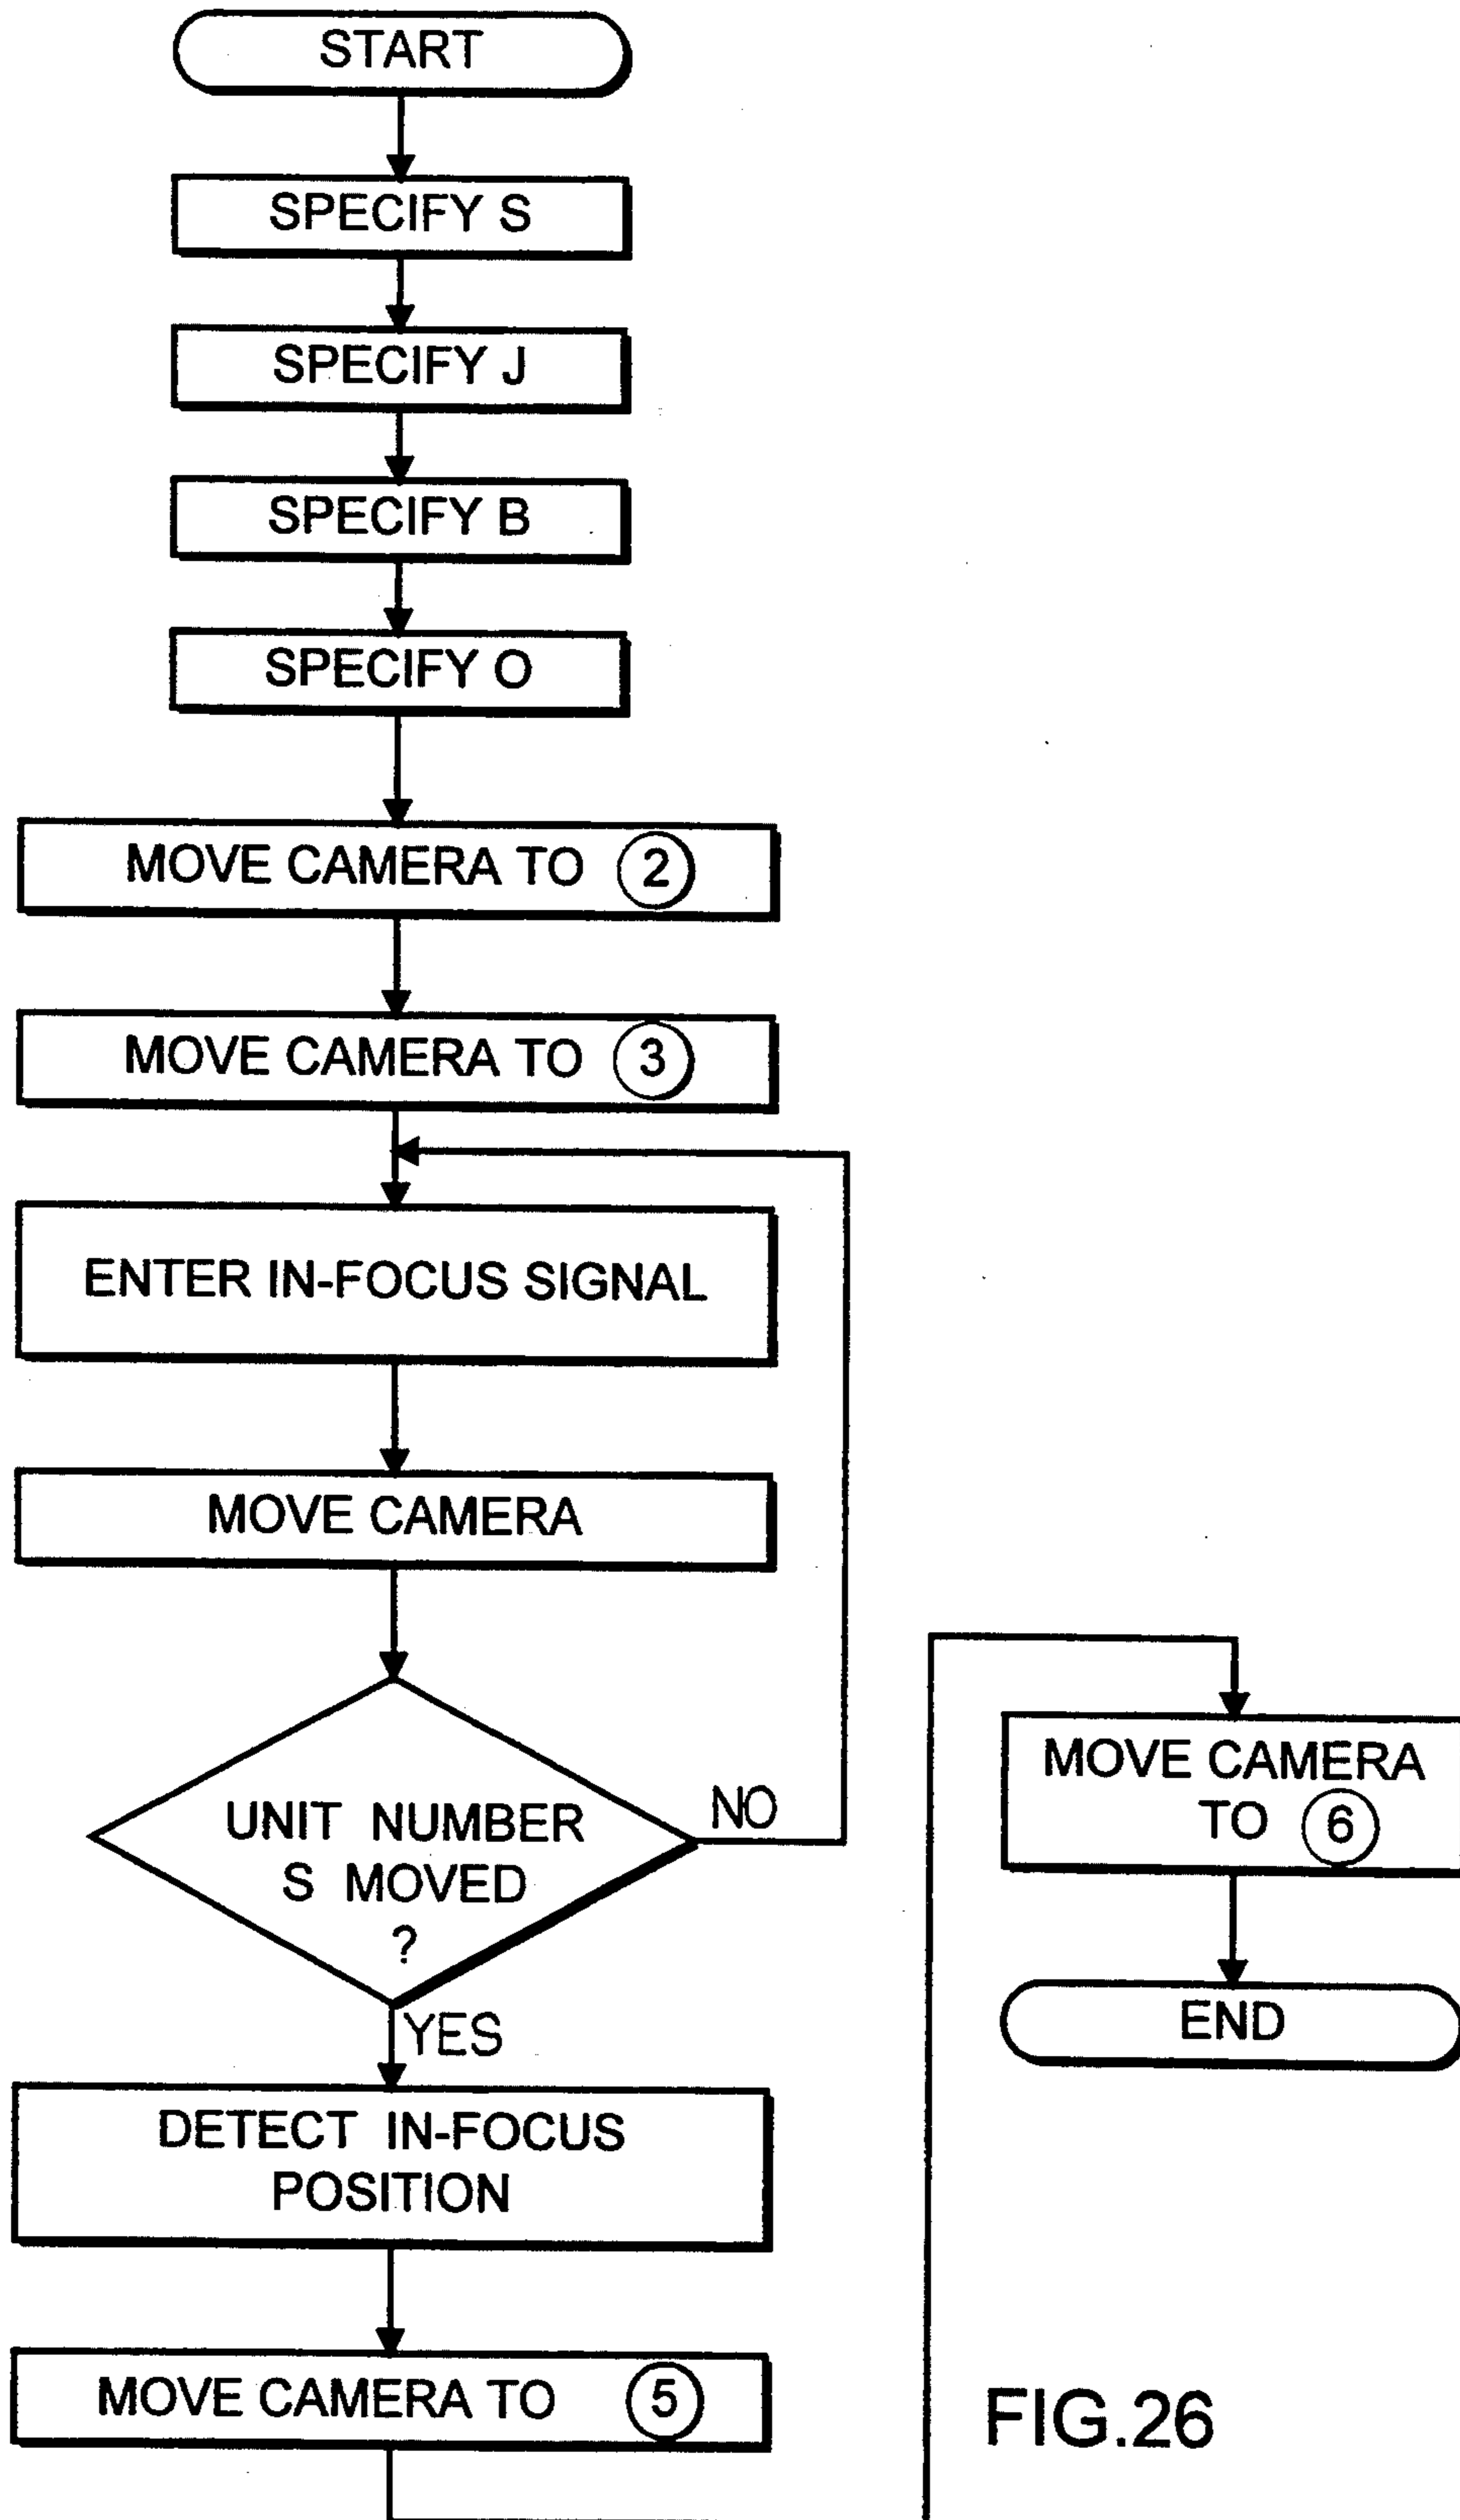 START
SPECIFY S
SPECIFY J
SPECIFY B
SPECIFY O
MOVE CAMERA TO ②
MOVE CAMERA TO ③
ENTER IN-FOCUS SIGNAL
MOVE CAMERA
UNIT NUMBER
S MOVED
?
NO
YES
DETECT IN-FOCUS
POSITION
MOVE CAMERA TO ⑤
MOVE CAMERA
TO ⑥
END
FIG.26